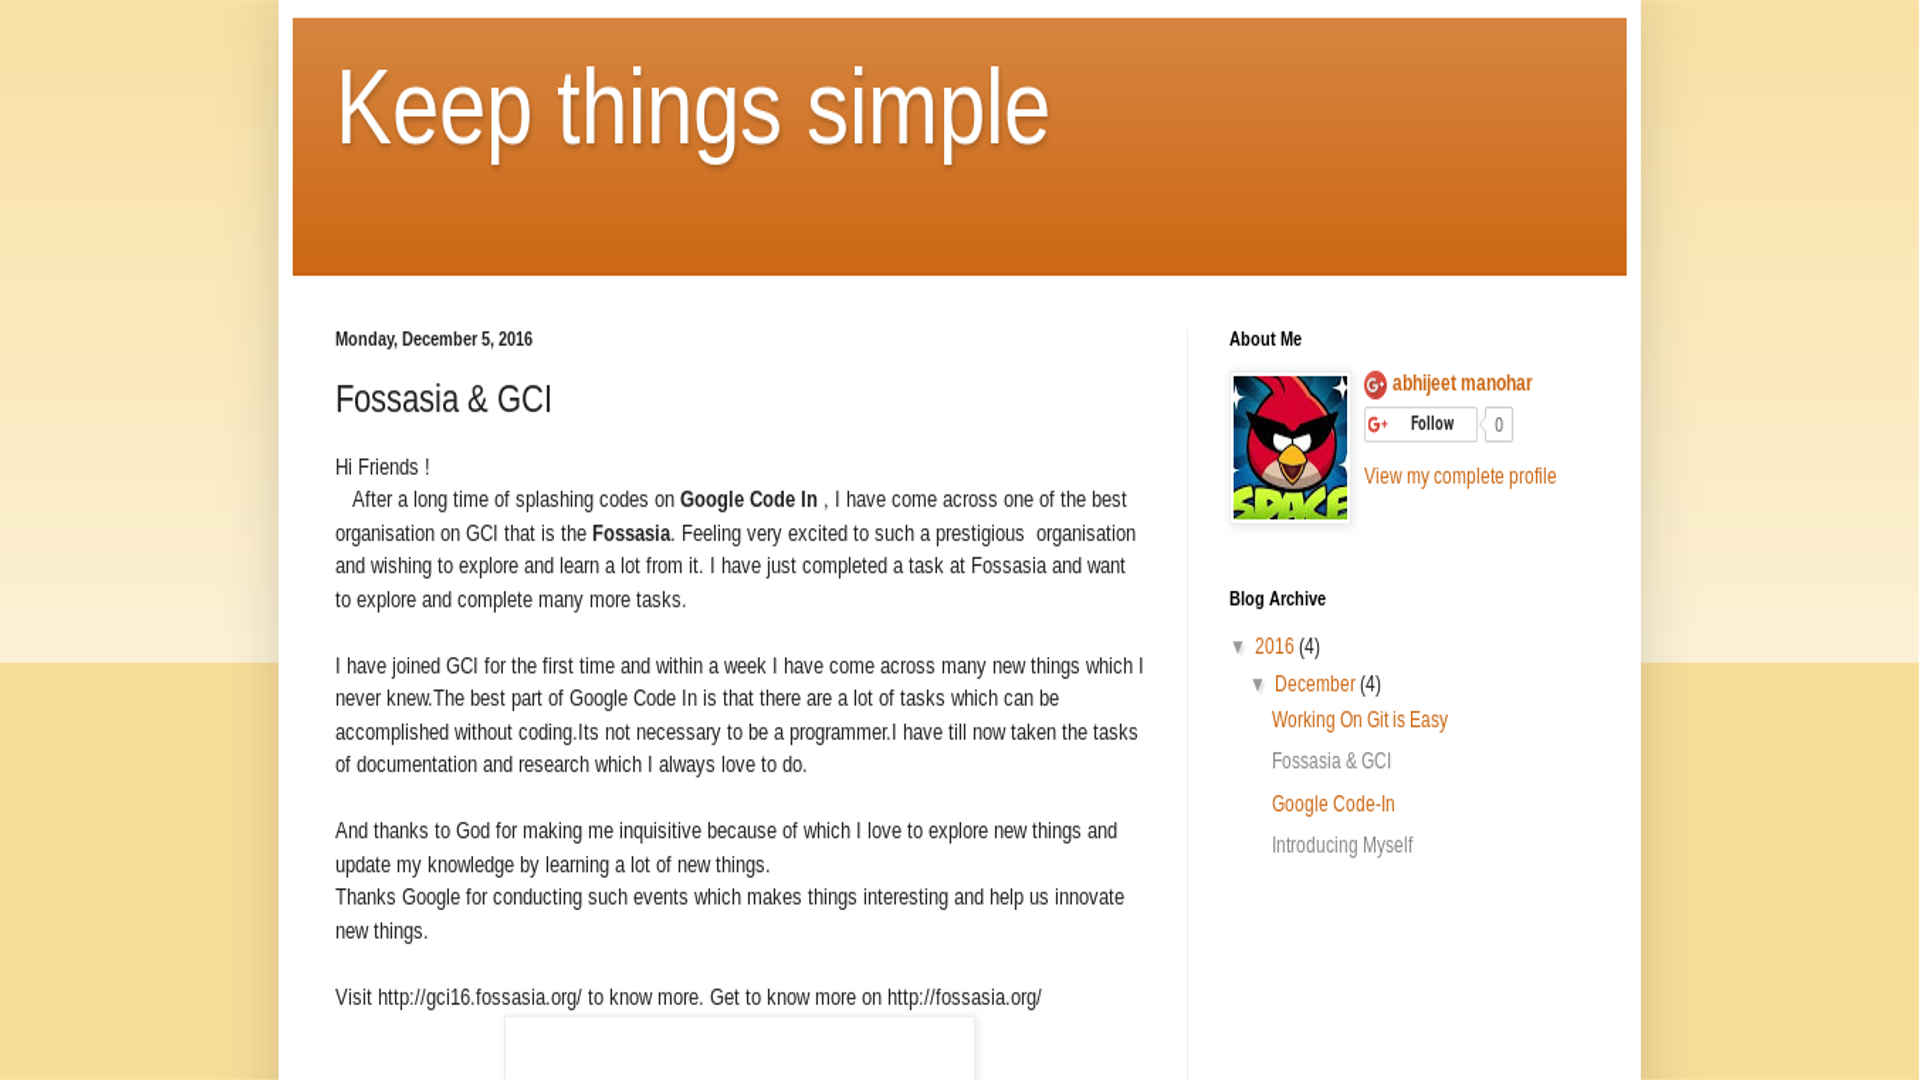 Keep things simple
Monday, December 5, 2016
Fossasia & GCI
Hi Friends !
After a long time of splashing codes on Google Code In , I have come across one of the best
organisation on GCI that is the Fossasia. Feeling very excited to such a prestigious  organisation
and wishing to explore and learn a lot from it. I have just completed a task at Fossasia and want
to explore and complete many more tasks.
I have joined GCI for the first time and within a week I have come across many new things which I
never knew.The best part of Google Code In is that there are a lot of tasks which can be
accomplished without coding.Its not necessary to be a programmer.I have till now taken the tasks
of documentation and research which I always love to do.
And thanks to God for making me inquisitive because of which I love to explore new things and
update my knowledge by learning a lot of new things.
Thanks Google for conducting such events which makes things interesting and help us innovate
new things.
Visit http://gci16.fossasia.org/ to know more. Get to know more on http://fossasia.org/
About Me
SPACE
G+ abhijeet manohar
G+ Follow 0
View my complete profile
Blog Archive
▼ 2016 (4)
▼ December (4)
Working On Git is Easy
Fossasia & GCI
Google Code-In
Introducing Myself